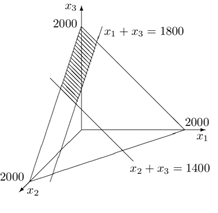 x₃
2000
x₁ + x₃ = 1800
2000
x₁
x₂ + x₃ = 1400
2000
x₂